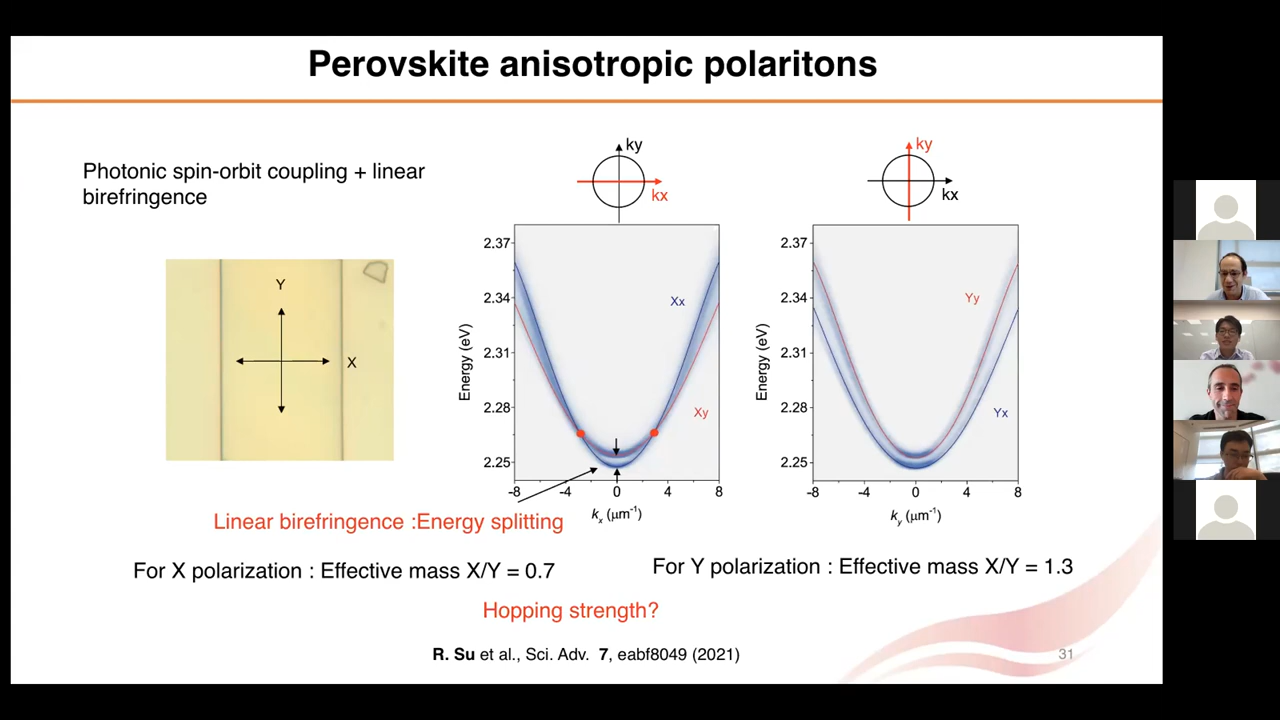 Perovskite anisotropic polaritons
Photonic spin-orbit coupling + linear
birefringence
Y
X
ky
kx
2.37
2.34
2.31
2.28
2.25
Energy (eV)
Xx
Xy
-8
-4
0
4
8
kx (μm-1)
ky
kx
2.37
2.34
2.31
2.28
2.25
Energy (eV)
Yy
Yx
-8
-4
0
4
8
ky (μm-1)
Linear birefringence :Energy splitting
For X polarization : Effective mass X/Y = 0.7
For Y polarization : Effective mass X/Y = 1.3
Hopping strength?
R. Su et al., Sci. Adv. 7, eabf8049 (2021)
31